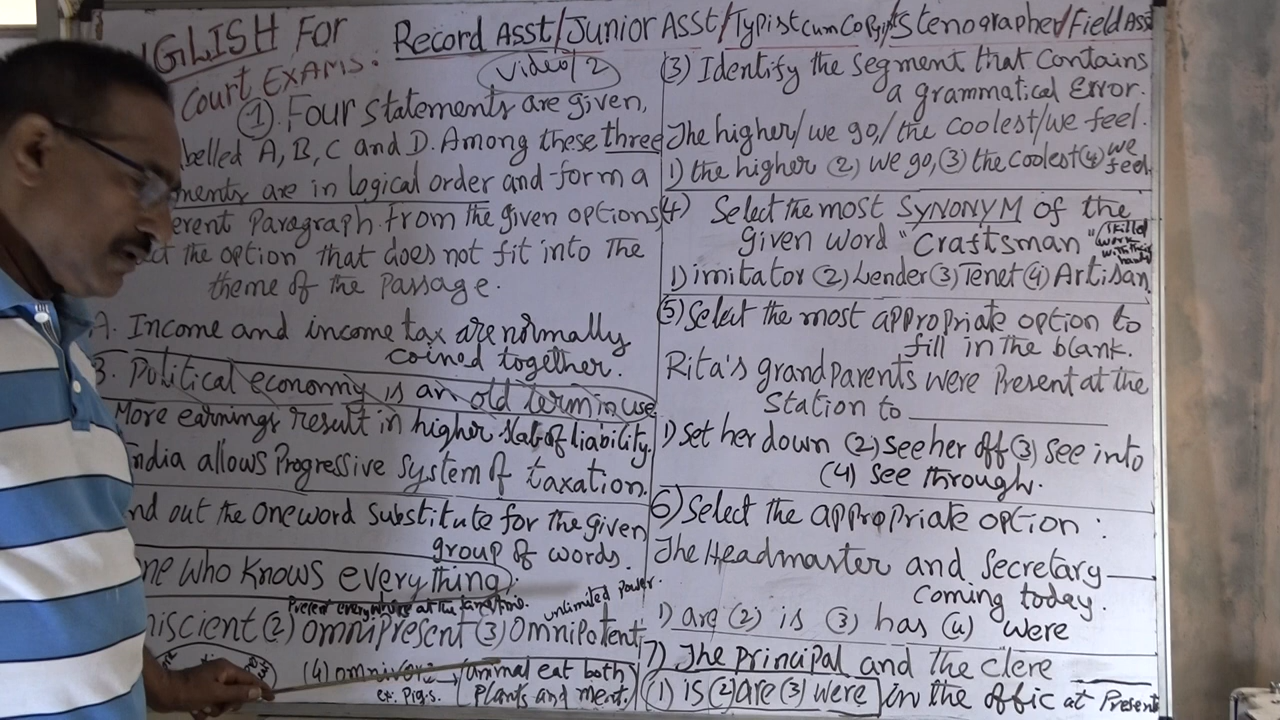 NGLISH FOR
Court EXAMS.
Record Asst/Junior Asst/Typist cum Copyist/Stenographer/Field Asst
Video/2
① Four statements are given,
belled A, B, C and D. Among these three
ments are in logical order and form a
erent Paragraph. From the given options
ct the option that does not fit into the
theme of the Passage.
A. Income and income tax are normally
coined together.
B. Political economy is an old term in use
More earnings result in higher slab of liability.
India allows Progressive System of taxation.
nd out the oneword substitute for the given
group of words.
ne who knows everything.
Present everywhere at the same time.
unlimited power.
niscient (2) omnipresent (3) Omnipotent
(4) omnivore → animal eat both
ex. Pigs. Plants and meat.
(3) Identify the segment that contains
a grammatical Error.
The higher/we go,/the coolest/we feel.
1) the higher (2) we go, (3) the coolest (4) we
feel
(4) Select the most SYNONYM of the
given word "Craftsman"
(skilled
work
with their
hands)
1) imitator (2) Lender (3) Tenet (4) Artisan
(5) Select the most appropriate option to
fill in the blank.
Rita's grandparents were Present at the
Station to
1) set her down (2) see her off (3) see into
(4) see through.
6) Select the appropriate option :
The Headmaster and Secretary
coming today.
1) are (2) is (3) has (4) were
7) The principal and the clere
(1) is (2) are (3) were in the offic at Present